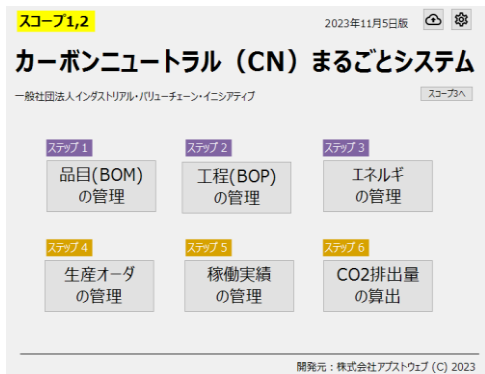 スコープ1,2
2023年11月5日版
カーボンニュートラル（CN）まるごとシステム
一般社団法人インダストリアル・バリューチェーン・イニシアティブ
スコープ3へ
ステップ 1
品目(BOM)
の管理
ステップ 2
工程(BOP)
の管理
ステップ 3
エネルギ
の管理
ステップ 4
生産オーダ
の管理
ステップ 5
稼働実績
の管理
ステップ 6
CO2排出量
の算出
開発元：株式会社アプストウェブ (C) 2023